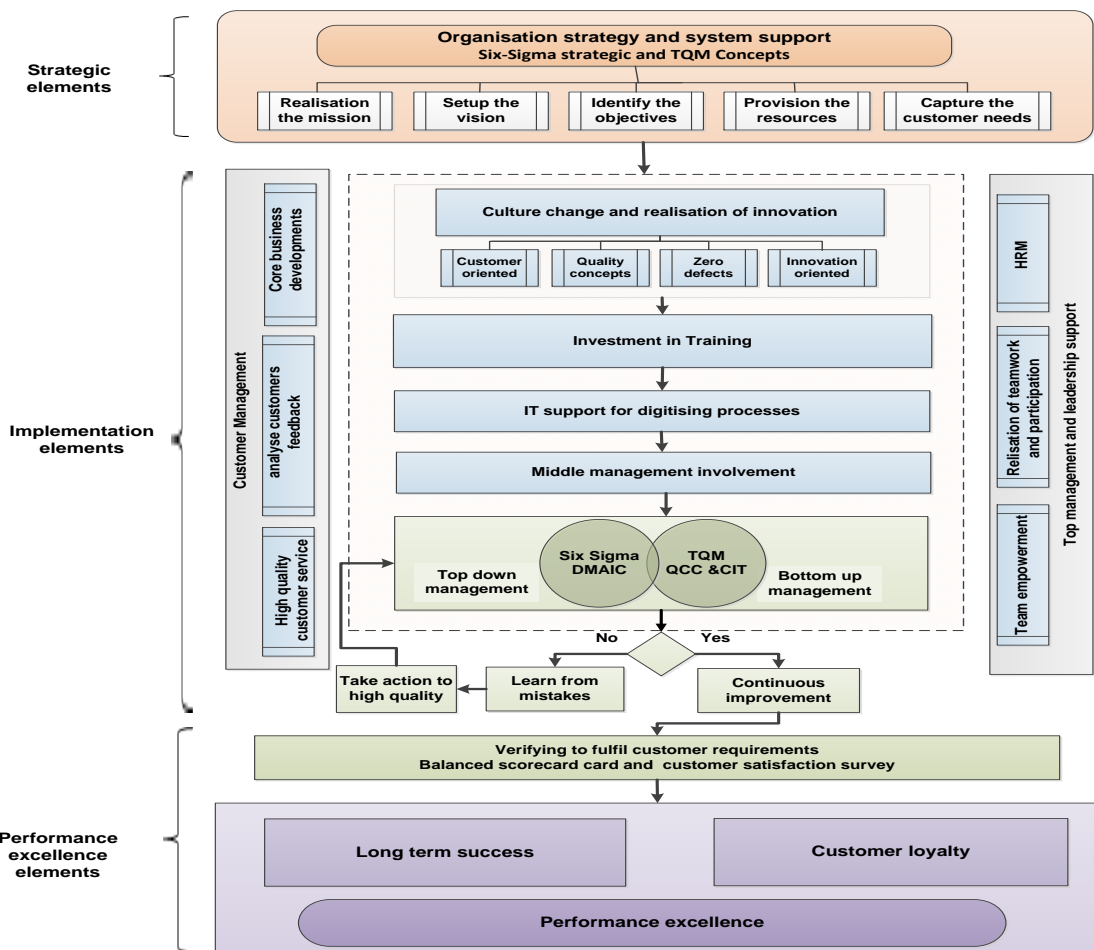 Strategic
elements
Organisation strategy and system support
Six-Sigma strategic and TQM Concepts
Realisation
the mission
Setup the
vision
Identify the
objectives
Provision the
resources
Capture the
customer needs
Implementation
elements
Customer Management
Core business
developments
analyse customers
feedback
High quality
customer service
Culture change and realisation of innovation
Customer
oriented
Quality
concepts
Zero
defects
Innovation
oriented
Investment in Training
IT support for digitising processes
Middle management involvement
Six Sigma
DMAIC
TQM
QCC &CIT
Top down
management
Bottom up
management
HRM
Relisation of teamwork
and participation
Team empowerment
Top management and leadership support
No
Yes
Take action to
high quality
Learn from
mistakes
Continuous
improvement
Performance
excellence
elements
Verifying to fulfil customer requirements
Balanced scorecard card and customer satisfaction survey
Long term success
Customer loyalty
Performance excellence